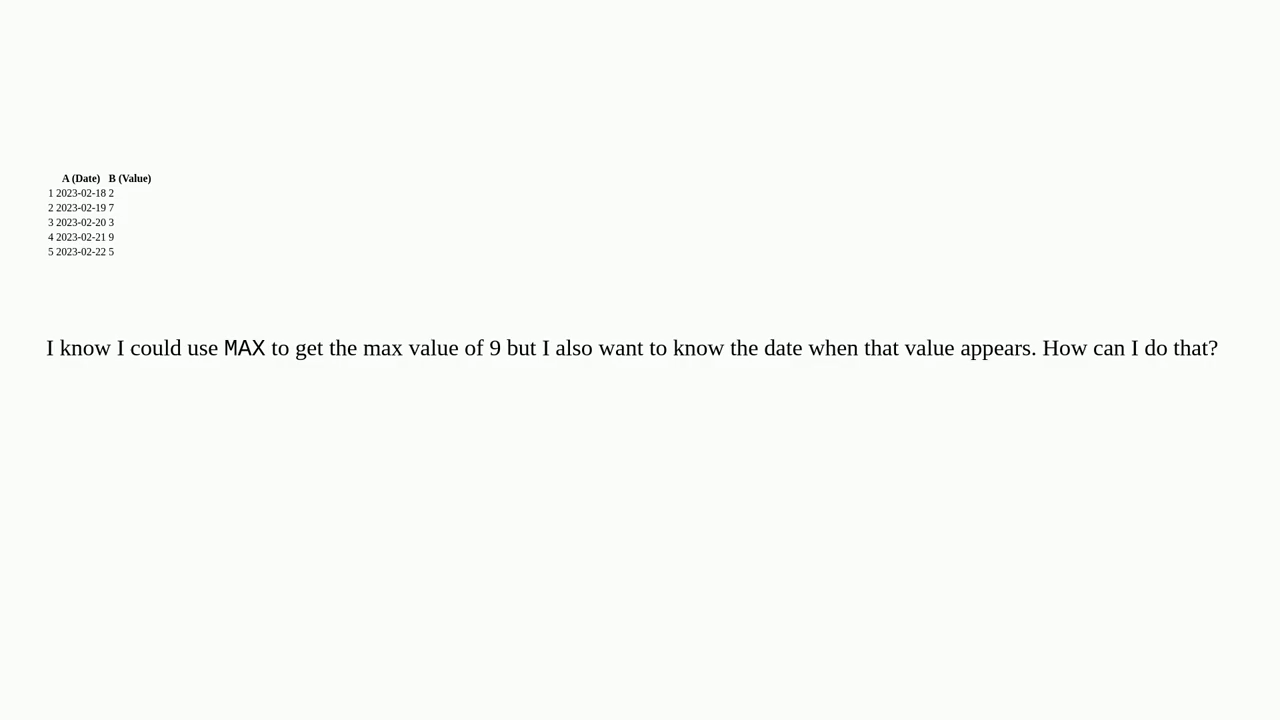 A (Date) B (Value)
1 2023-02-18 2
2 2023-02-19 7
3 2023-02-20 3
4 2023-02-21 9
5 2023-02-22 5
I know I could use MAX to get the max value of 9 but I also want to know the date when that value appears. How can I do that?